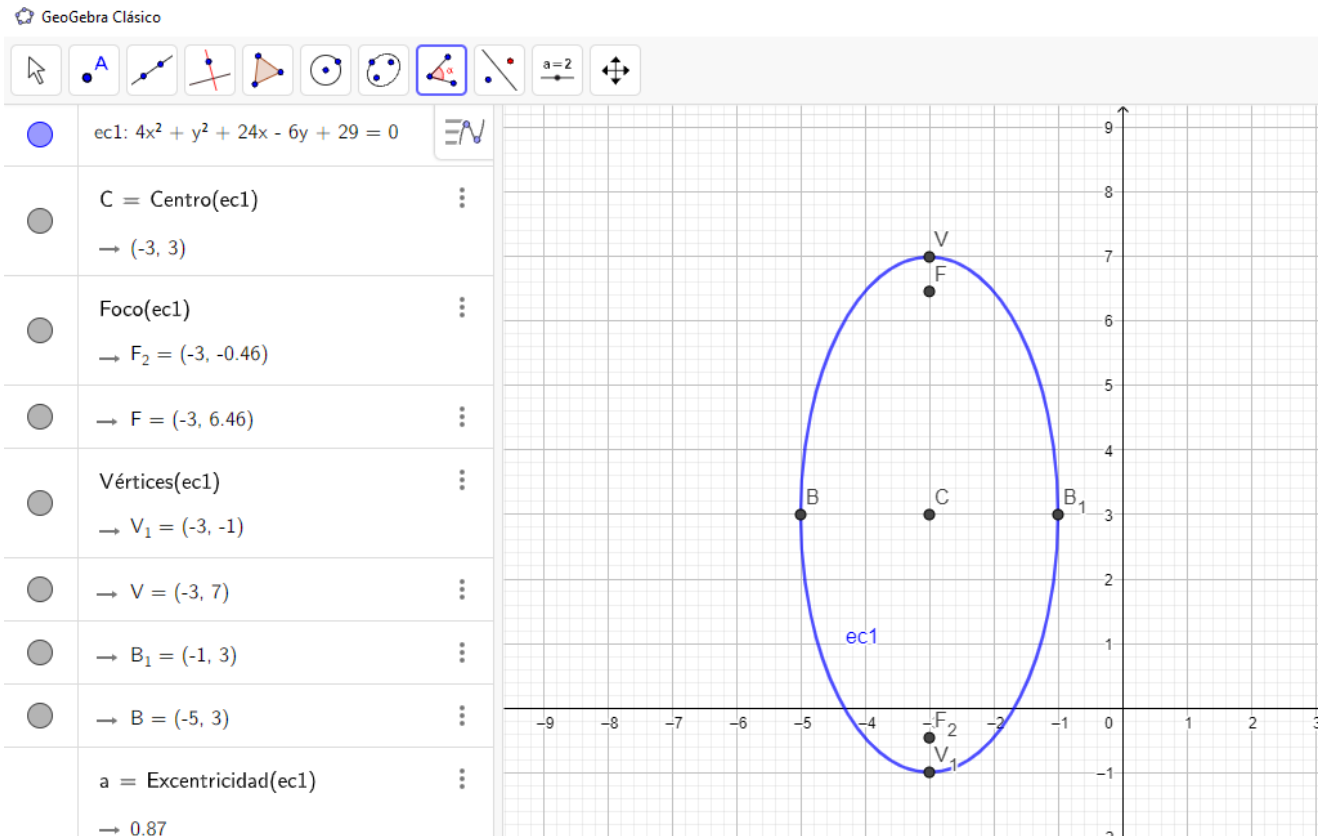 GeoGebra Clásico
A
α
a=2
ec1: 4x² + y² + 24x - 6y + 29 = 0
C = Centro(ec1)
→ (-3, 3)
Foco(ec1)
→ F₂ = (-3, -0.46)
→ F = (-3, 6.46)
Vértices(ec1)
→ V₁ = (-3, -1)
→ V = (-3, 7)
→ B₁ = (-1, 3)
→ B = (-5, 3)
a = Excentricidad(ec1)
→ 0.87
9
8
V
7
F
6
5
4
B C B₁ 3
2
ec1
1
–9 –8 –7 –6 –5 –4 F₂ –2 –1 0 1 2 3
V₁
–1